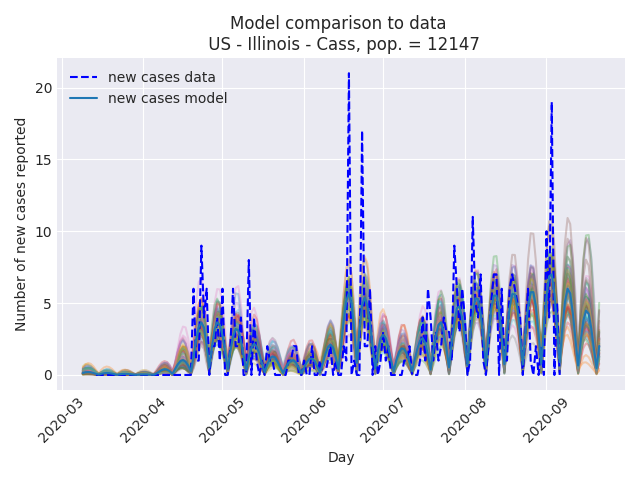 Model comparison to data
US - Illinois - Cass, pop. = 12147
new cases data
new cases model
Number of new cases reported
20
15
10
5
0
2020-03
2020-04
2020-05
2020-06
2020-07
2020-08
2020-09
Day